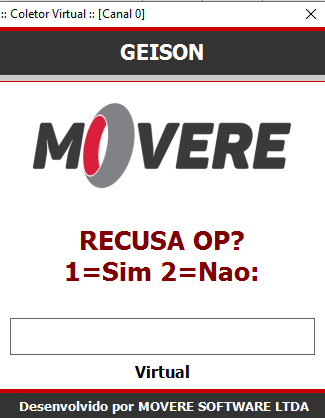 :: Coletor Virtual :: [Canal 0]
GEISON
MOVERE
RECUSA OP?
1=Sim 2=Nao:
Virtual
Desenvolvido por MOVERE SOFTWARE LTDA